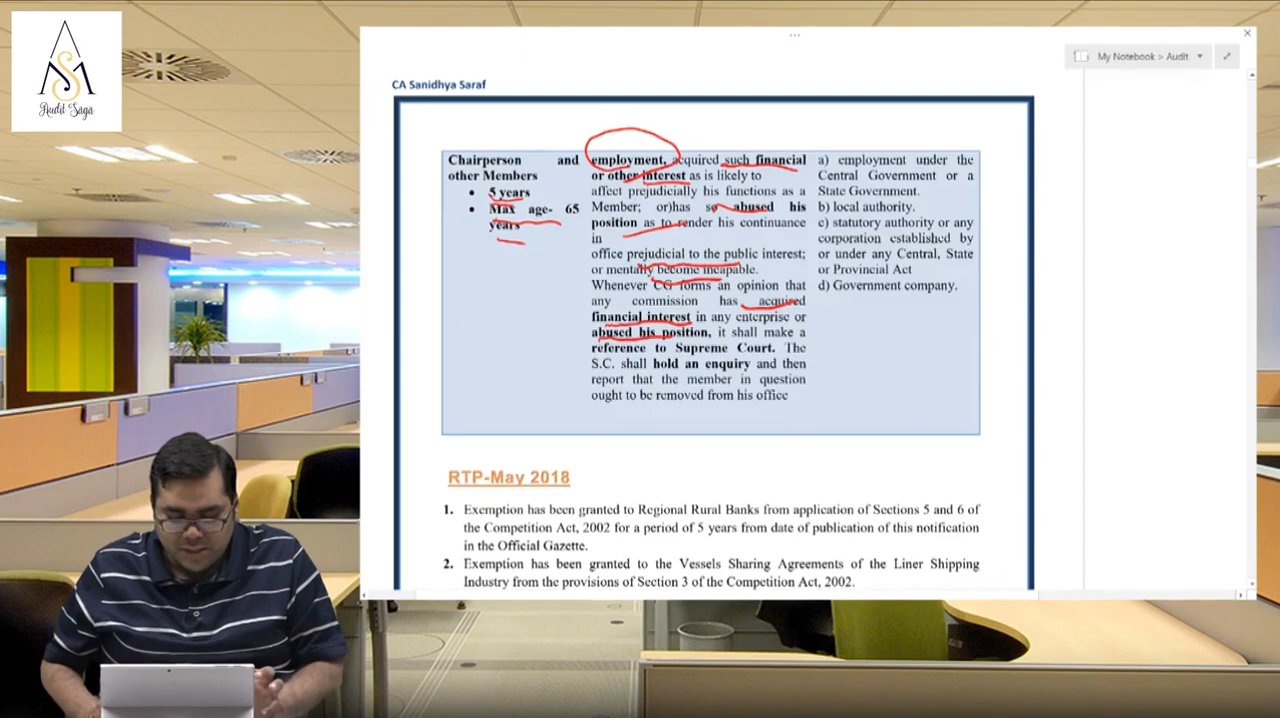 Audit Saga
My Notebook > Audit
CA Sanidhya Saraf
Chairperson and
other Members
• 5 years
• Max age- 65
years
employment, acquired such financial
or other interest as is likely to
affect prejudicially his functions as a
Member; or)has so abused his
position as to render his continuance
in
office prejudicial to the public interest;
or mentally become incapable.
Whenever CG forms an opinion that
any commission has acquired
financial interest in any enterprise or
abused his position, it shall make a
reference to Supreme Court. The
S.C. shall hold an enquiry and then
report that the member in question
ought to be removed from his office
a) employment under the
Central Government or a
State Government.
b) local authority.
c) statutory authority or any
corporation established by
or under any Central, State
or Provincial Act
d) Government company.
RTP-May 2018
1. Exemption has been granted to Regional Rural Banks from application of Sections 5 and 6 of
the Competition Act, 2002 for a period of 5 years from date of publication of this notification
in the Official Gazette.
2. Exemption has been granted to the Vessels Sharing Agreements of the Liner Shipping
Industry from the provisions of Section 3 of the Competition Act, 2002.